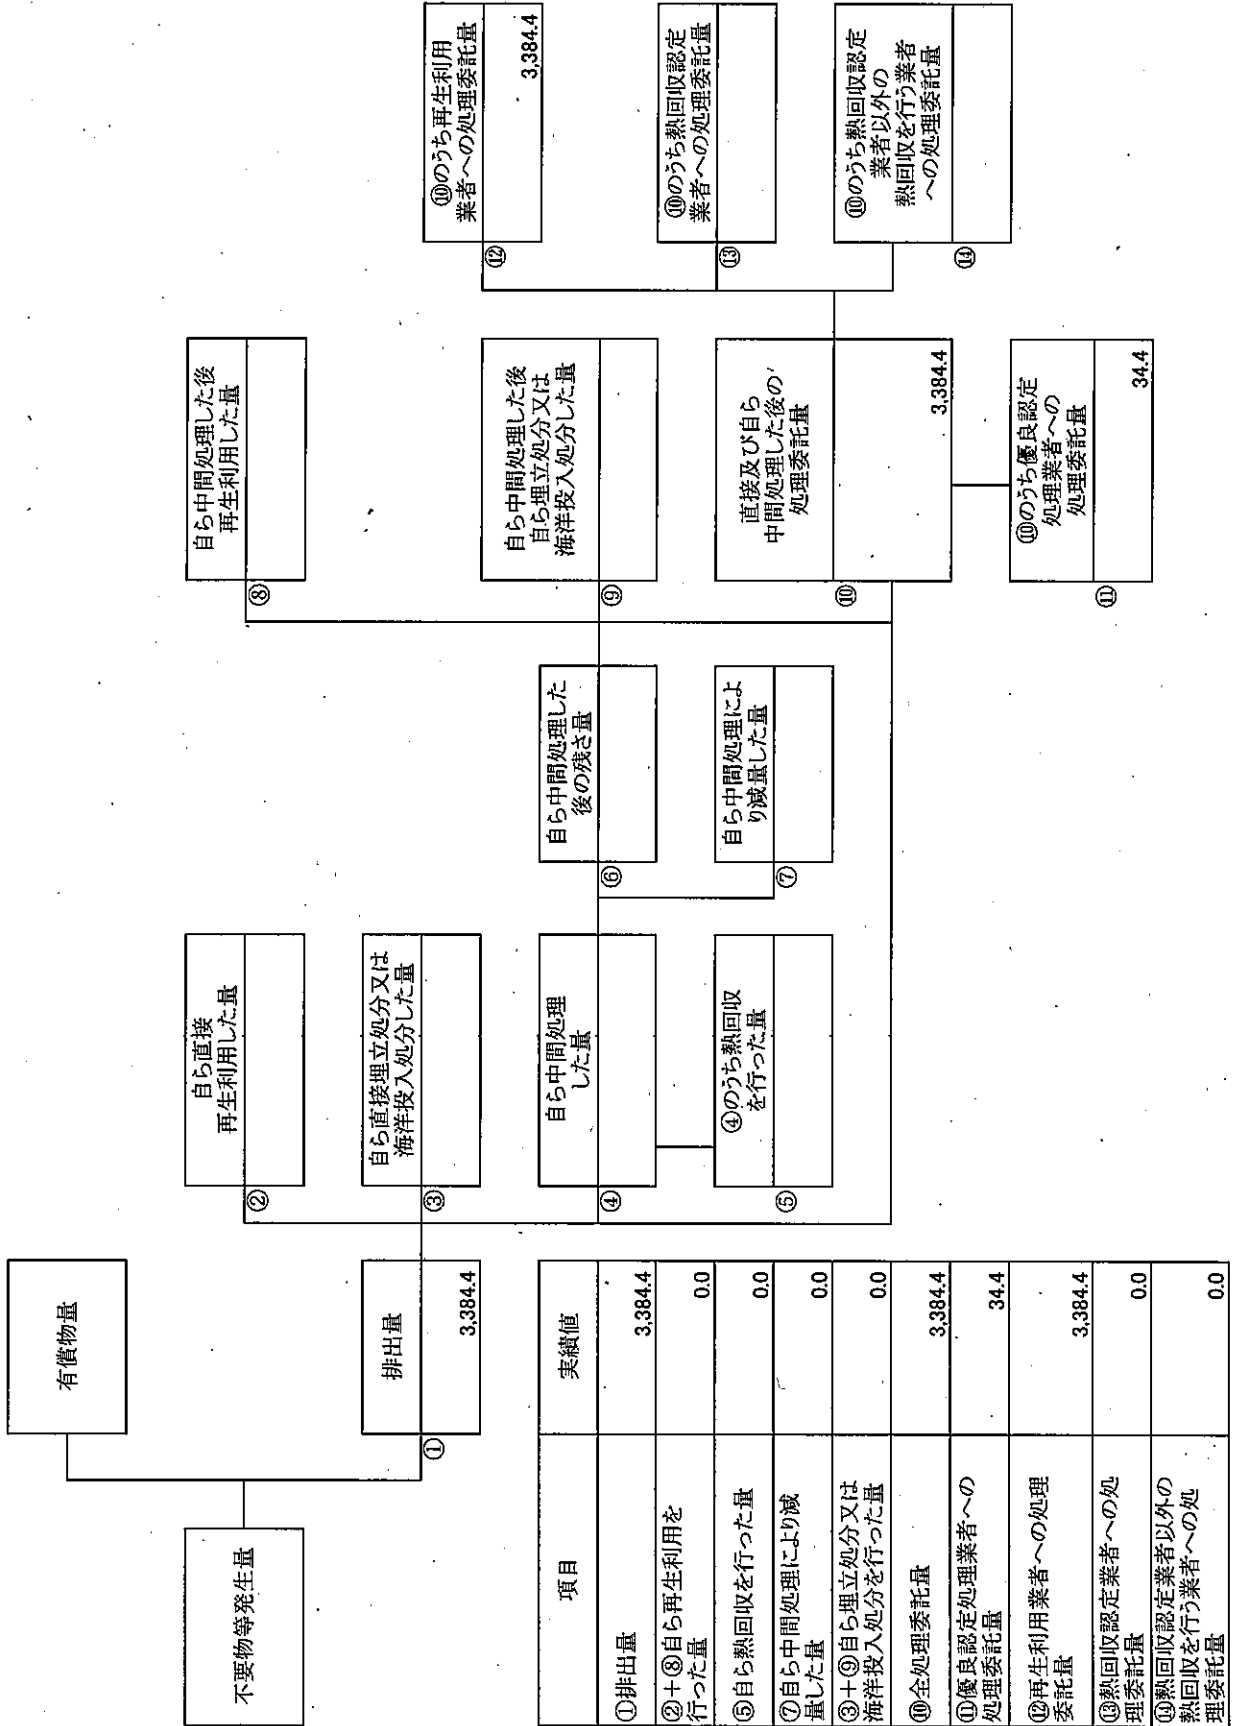 不要物等発生量
有償物量
①
排出量
3,384.4
②
自ら直接
再生利用した量
③
自ら直接埋立処分又は
海洋投入処分した量
④
自ら中間処理
した量
⑤
④のうち熱回収
を行った量
⑥
自ら中間処理した
後の残さ量
⑦
自ら中間処理によ
り減量した量
⑧
自ら中間処理した後
再生利用した量
⑨
自ら中間処理した後
自ら埋立処分又は
海洋投入処分した量
⑩
直接及び自ら
中間処理した後の
処理委託量
3,384.4
⑪
⑩のうち優良認定
処理業者への
処理委託量
34.4
⑫
⑩のうち再生利用
業者への処理委託量
3,384.4
⑬
⑩のうち熱回収認定
業者への処理委託量
⑭
⑩のうち熱回収認定
業者以外の
熱回収を行う業者
への処理委託量
項目 実績値
①排出量 3,384.4
②+⑧自ら再生利用を
行った量 0.0
⑤自ら熱回収を行った量 0.0
⑦自ら中間処理により減
量した量 0.0
③+⑨自ら埋立処分又は
海洋投入処分を行った量 0.0
⑩全処理委託量 3,384.4
⑪優良認定処理業者への
処理委託量 34.4
⑫再生利用業者への処理
委託量 3,384.4
⑬熱回収認定業者への処
理委託量 0.0
⑭熱回収認定業者以外の
熱回収を行う業者への処
理委託量 0.0